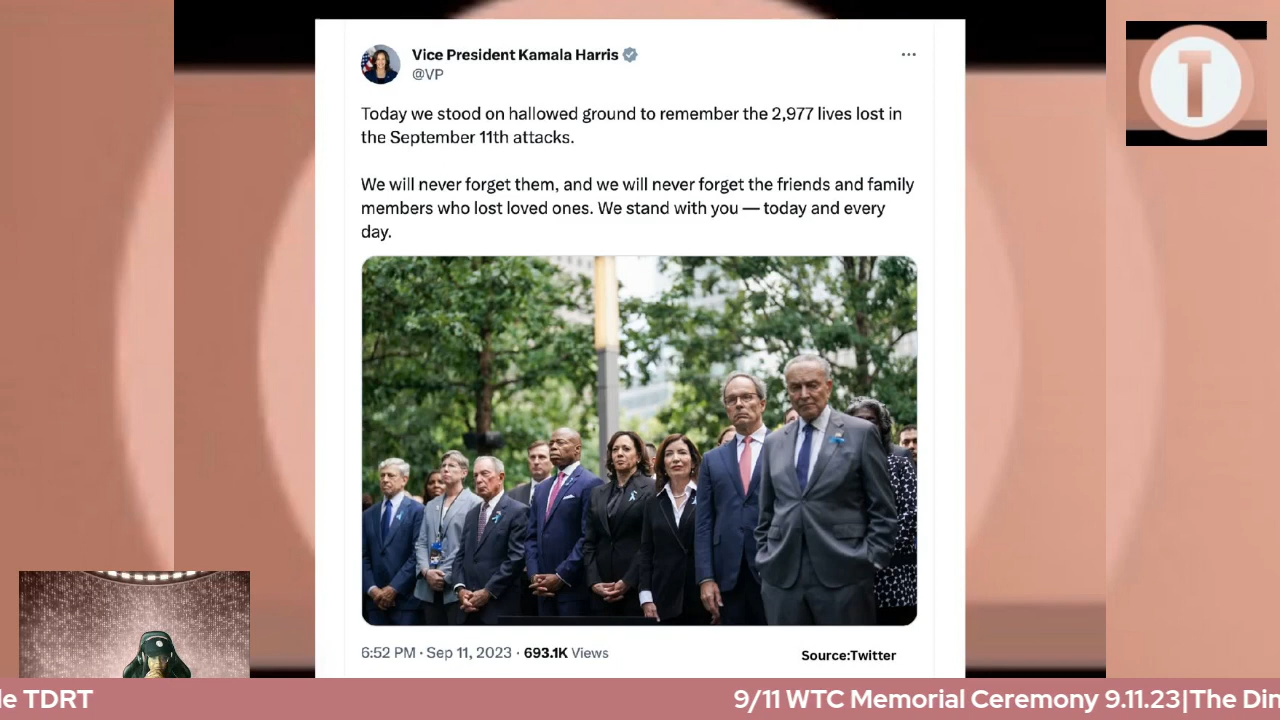 Vice President Kamala Harris
@VP
Today we stood on hallowed ground to remember the 2,977 lives lost in
the September 11th attacks.
We will never forget them, and we will never forget the friends and family
members who lost loved ones. We stand with you — today and every
day.
6:52 PM · Sep 11, 2023 · 693.1K Views
Source:Twitter
le TDRT
9/11 WTC Memorial Ceremony 9.11.23|The Din
T